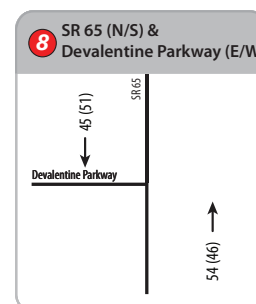 8
SR 65 (N/S) &
Devalentine Parkway (E/W
45 (51)
SR 65
Devalentine Parkway
54 (46)